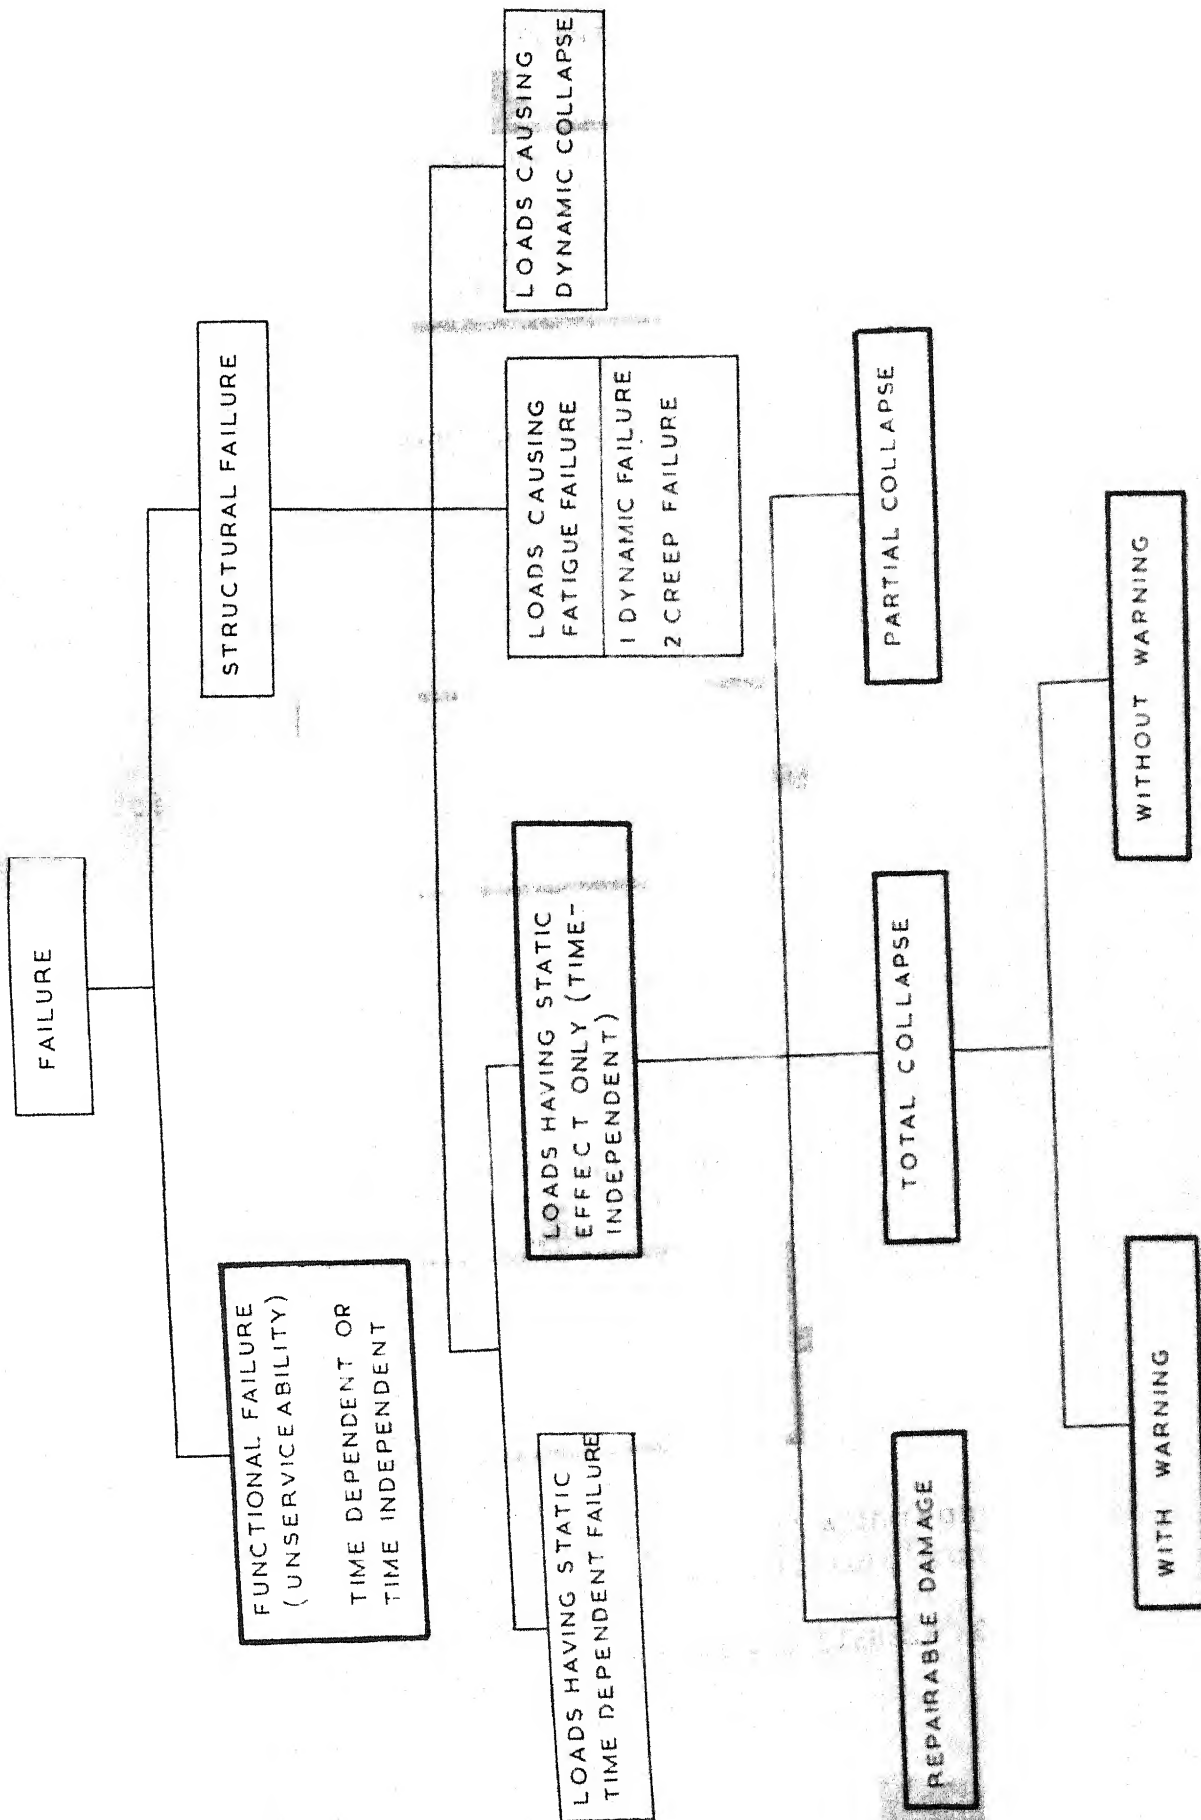 FAILURE
FUNCTIONAL FAILURE
(UNSERVICEABILITY)
TIME DEPENDENT OR
TIME INDEPENDENT
STRUCTURAL FAILURE
LOADS HAVING STATIC
TIME DEPENDENT FAILURE
LOADS HAVING STATIC
EFFECT ONLY (TIME-
INDEPENDENT)
LOADS CAUSING
FATIGUE FAILURE
1 DYNAMIC FAILURE
2 CREEP FAILURE
LOADS CAUSING
DYNAMIC COLLAPSE
REPAIRABLE DAMAGE
TOTAL COLLAPSE
PARTIAL COLLAPSE
WITH WARNING
WITHOUT WARNING